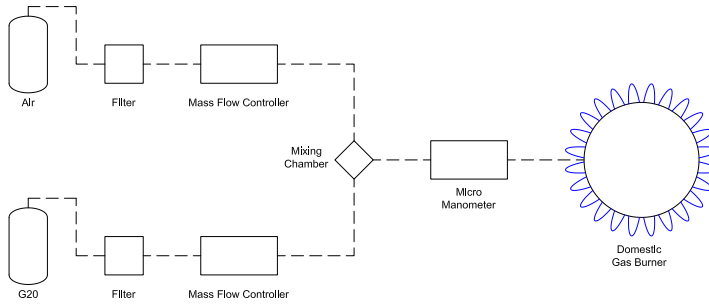 Air
Filter
Mass Flow Controller
Mixing
Chamber
Micro
Manometer
Domestic
Gas Burner
G20
Filter
Mass Flow Controller